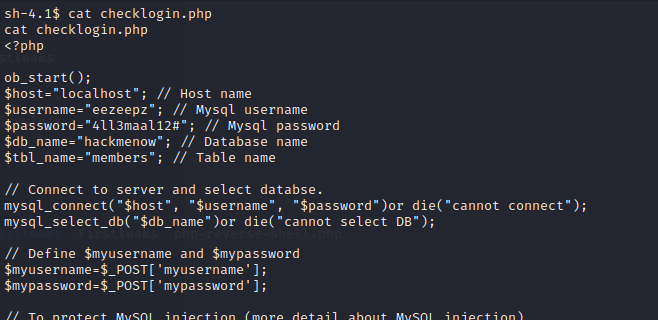 sh-4.1$ cat checklogin.php
cat checklogin.php
<?php
ob_start();
$host="localhost"; // Host name
$username="eezeepz"; // Mysql username
$password="4ll3maal12#"; // Mysql password
$db_name="hackmenow"; // Database name
$tbl_name="members"; // Table name
// Connect to server and select databse.
mysql_connect("$host", "$username", "$password")or die("cannot connect");
mysql_select_db("$db_name")or die("cannot select DB");
// Define $myusername and $mypassword
$myusername=$_POST['myusername'];
$mypassword=$_POST['mypassword'];
// To protect MySQL injection (more detail about MySQL injection)